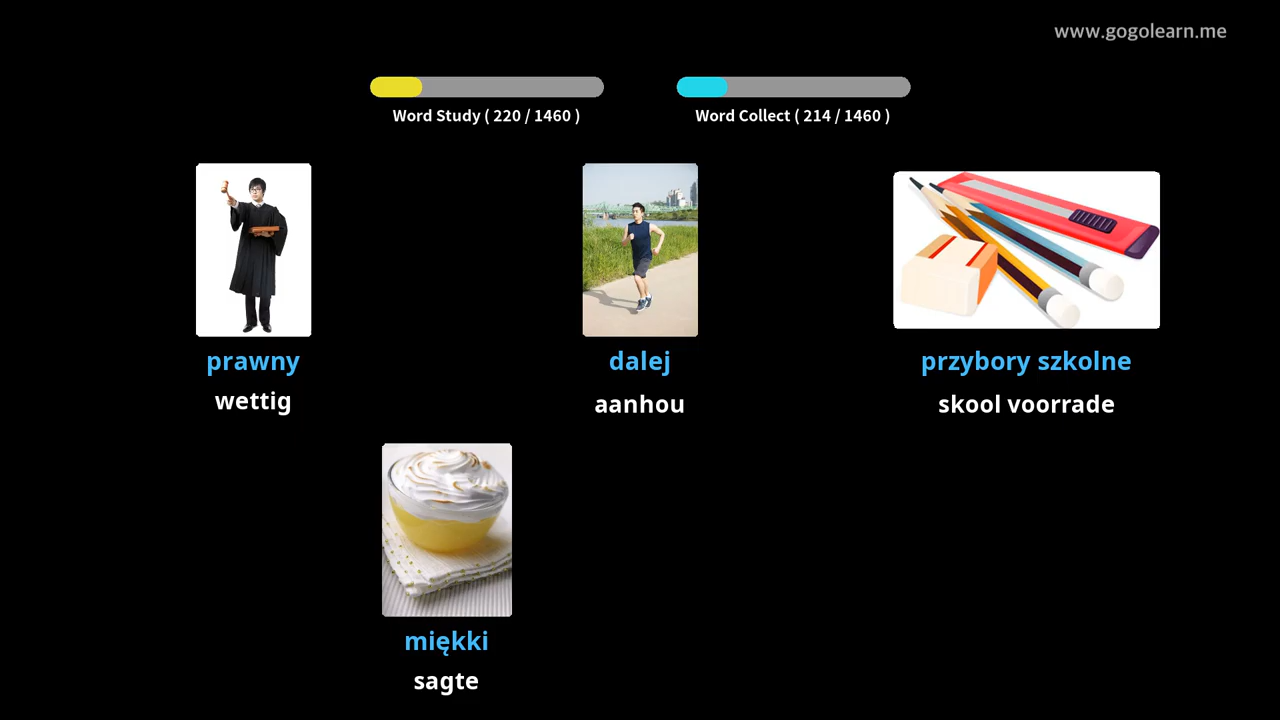 www.gogolearn.me
Word Study ( 220 / 1460 )
Word Collect ( 214 / 1460 )
prawny
wettig
dalej
aanhou
przybory szkolne
skool voorrade
miękki
sagte